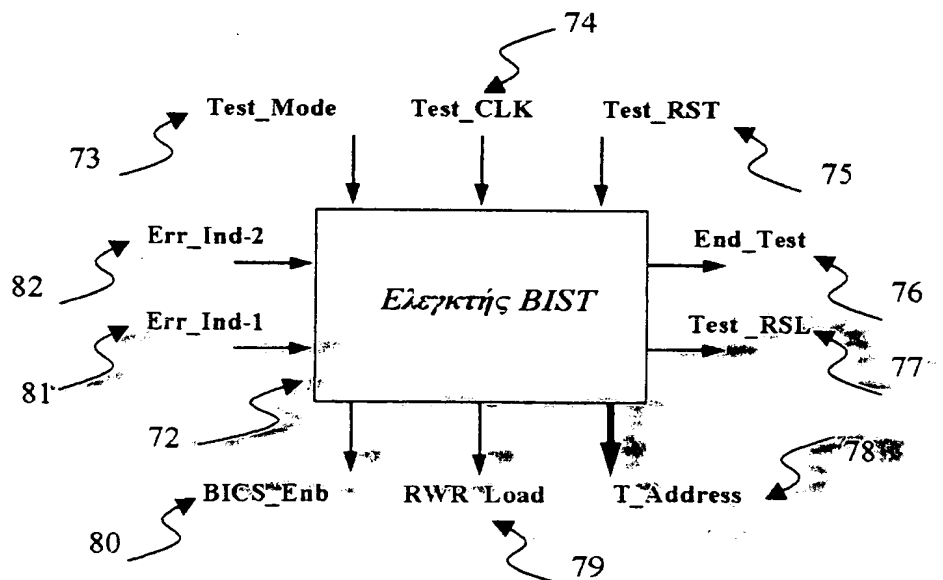 74
Test_Mode Test_CLK Test_RST
73 75
Err_Ind-2 End_Test
82 76
Ελεγκτής BIST
Err_Ind-1 Test_RSL
81 77
72 78
BICS_Enb RWR_Load T_Address
80 79